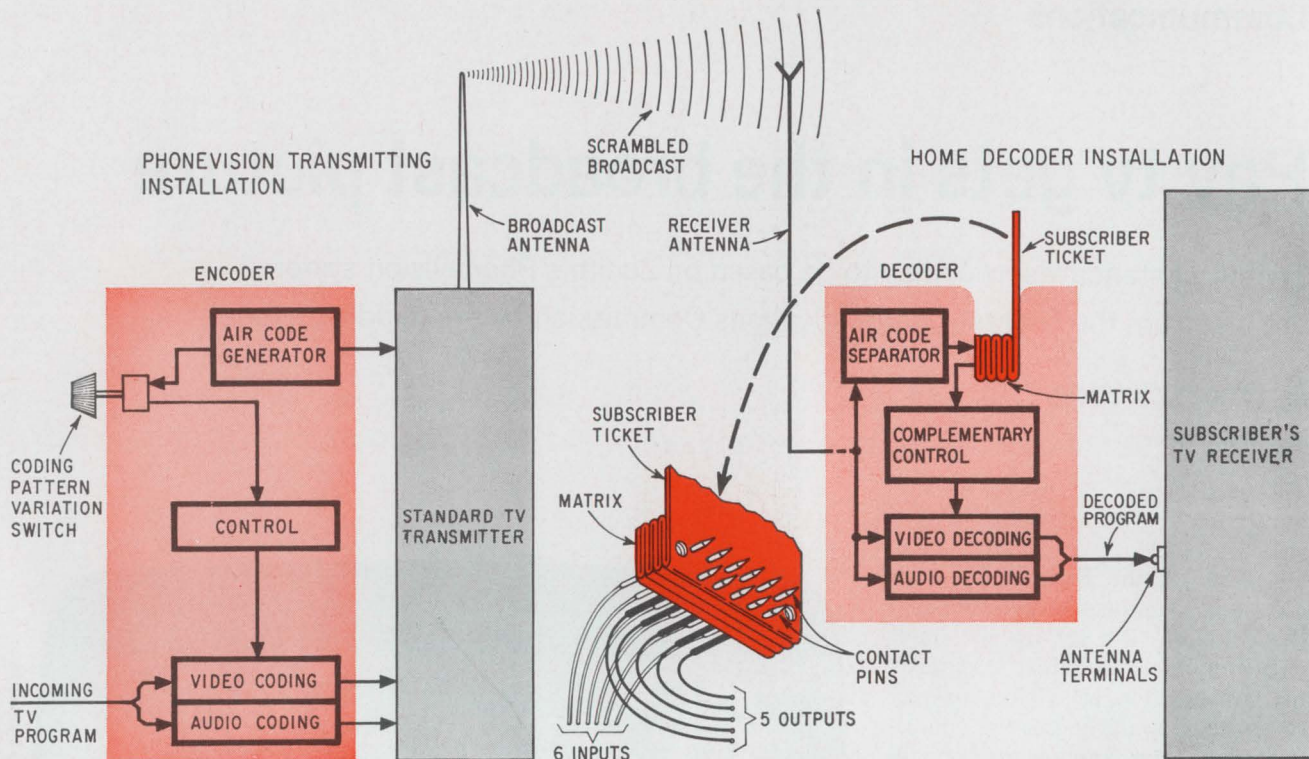 SCRAMBLED
BROADCAST
PHONEVISION TRANSMITTING
INSTALLATION
HOME DECODER INSTALLATION
BROADCAST
ANTENNA
RECEIVER
ANTENNA
SUBSCRIBER
TICKET
ENCODER
DECODER
AIR CODE
GENERATOR
AIR CODE
SEPARATOR
MATRIX
CODING
PATTERN
VARIATION
SWITCH
SUBSCRIBER
TICKET
MATRIX
COMPLEMENTARY
CONTROL
SUBSCRIBER'S
TV RECEIVER
CONTROL
STANDARD TV
TRANSMITTER
DECODED
PROGRAM
VIDEO DECODING
AUDIO DECODING
CONTACT
PINS
ANTENNA
TERMINALS
INCOMING
TV
PROGRAM
VIDEO CODING
AUDIO CODING
5 OUTPUTS
6 INPUTS